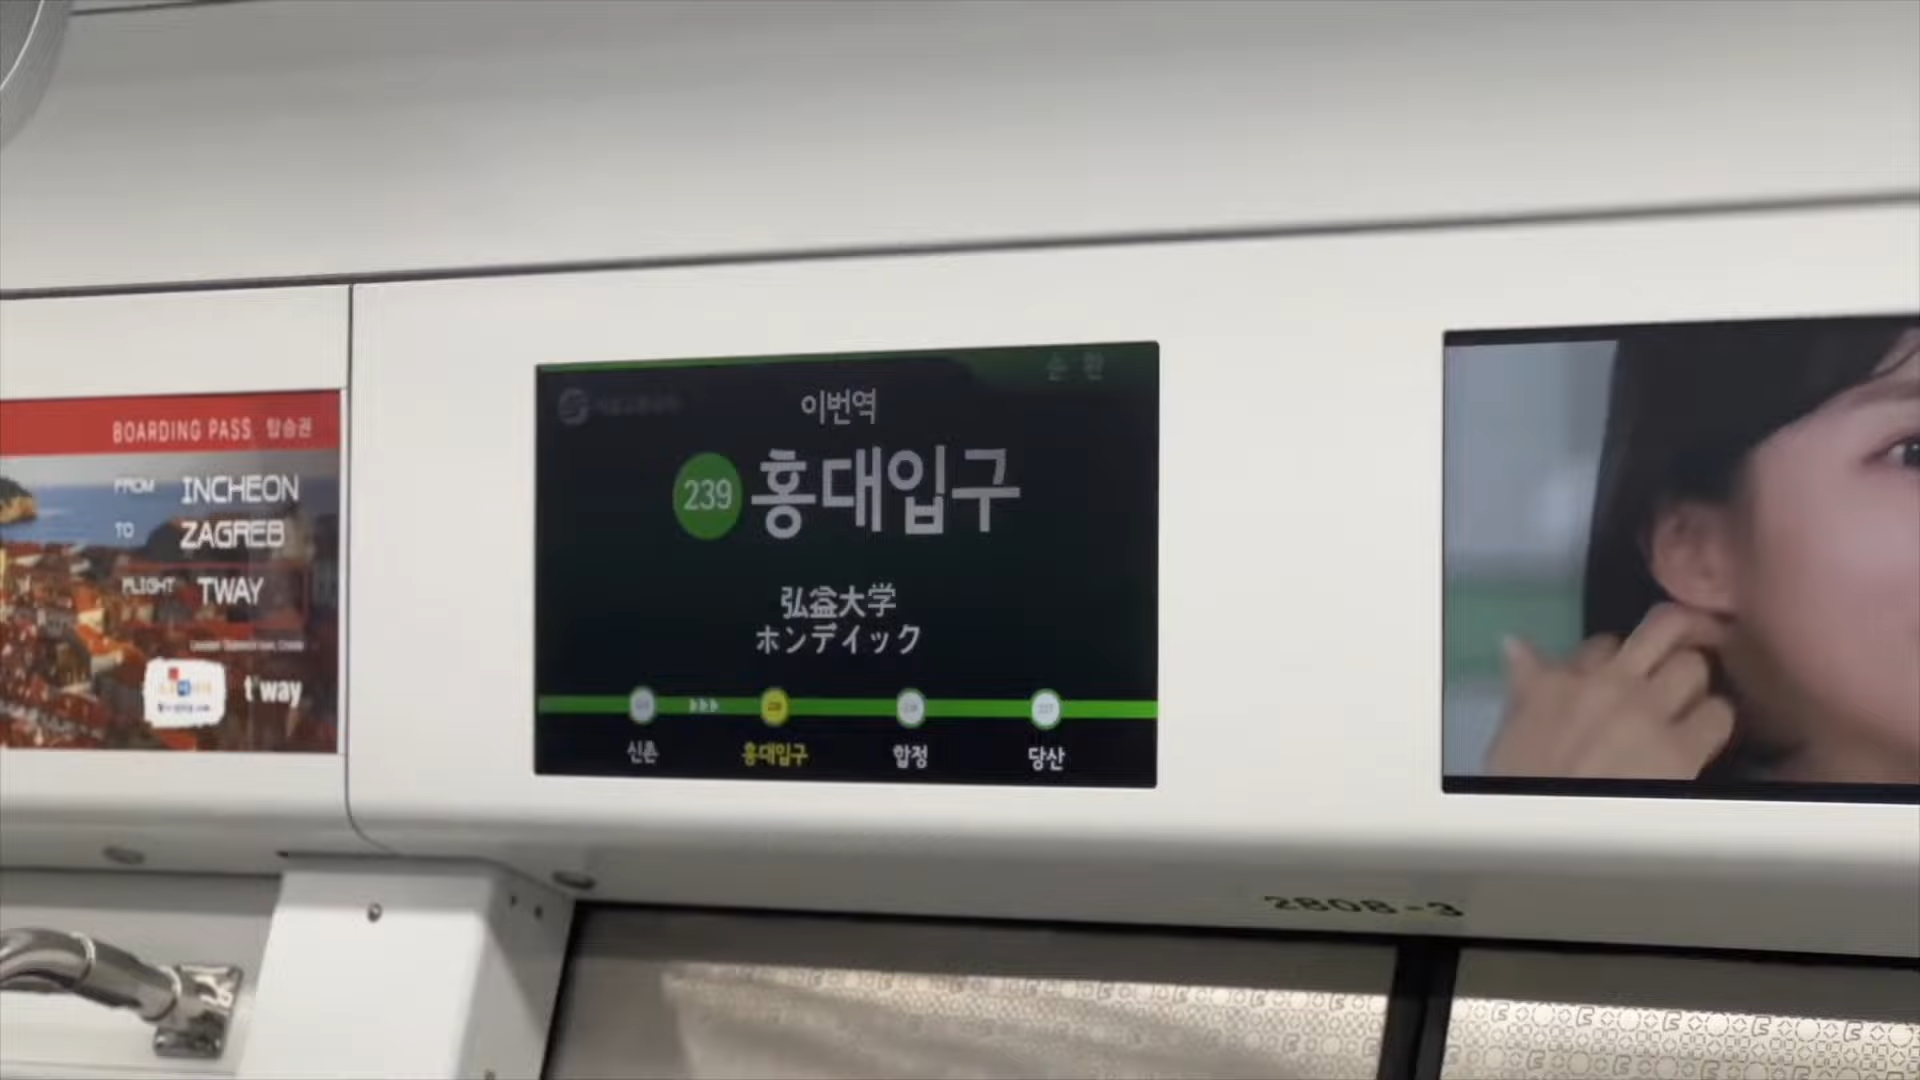 BOARDING PASS 탑승권
FROM INCHEON
TO ZAGREB
FLIGHT TWAY
t'way
이번역
239 홍대입구
弘益大学
ホンデイック
신촌 홍대입구 합정 당산
2808-3